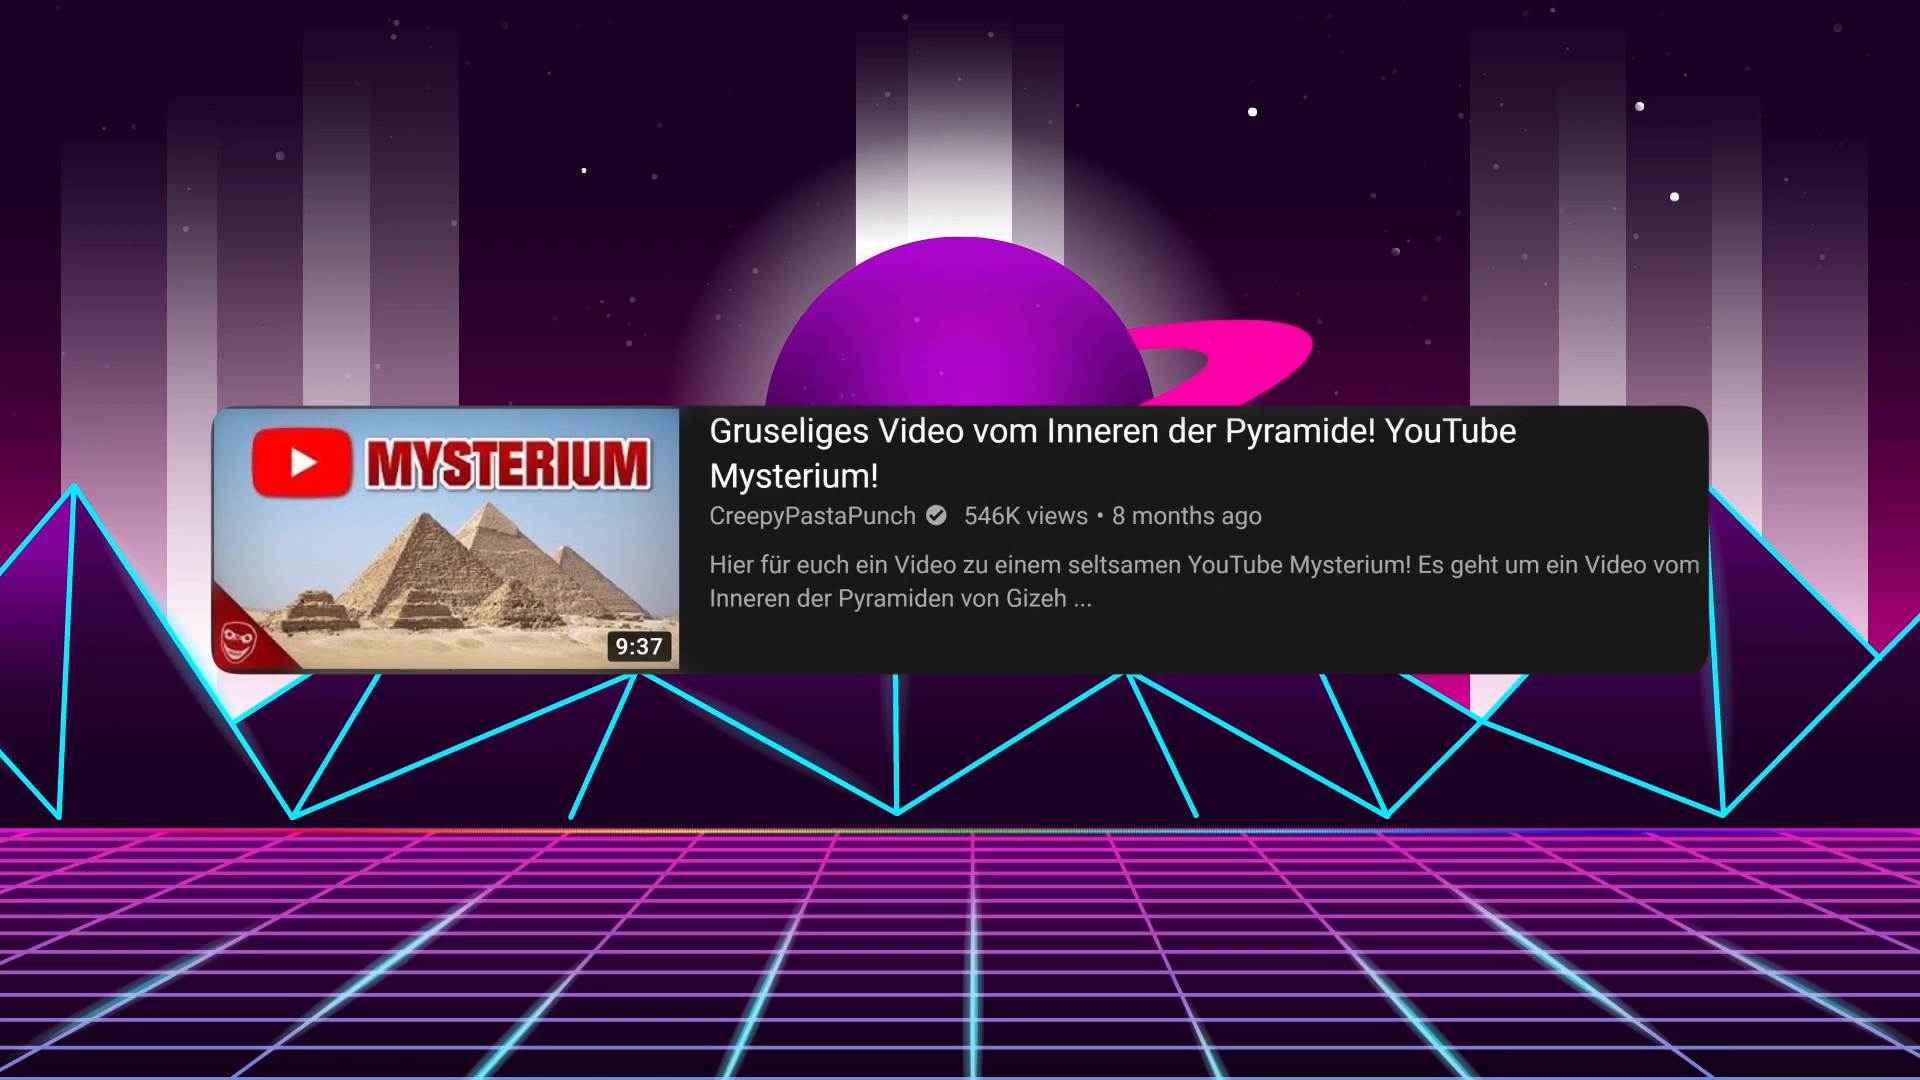 MYSTERIUM
9:37
Gruseliges Video vom Inneren der Pyramide! YouTube
Mysterium!
CreepyPastaPunch 546K views • 8 months ago
Hier für euch ein Video zu einem seltsamen YouTube Mysterium! Es geht um ein Video vom
Inneren der Pyramiden von Gizeh ...